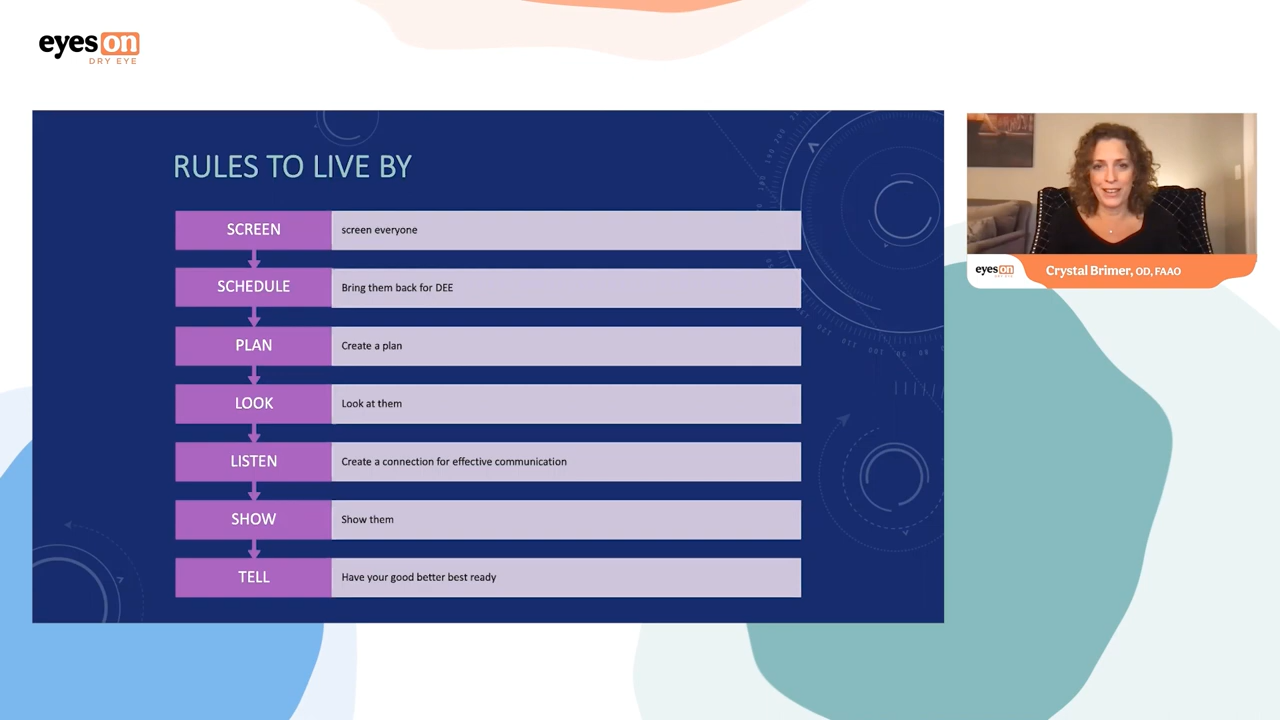 eyes on
DRY EYE
RULES TO LIVE BY
SCREEN
screen everyone
SCHEDULE
Bring them back for DEE
PLAN
Create a plan
LOOK
Look at them
LISTEN
Create a connection for effective communication
SHOW
Show them
TELL
Have your good better best ready
eyes on
Crystal Brimer, OD, FAAO